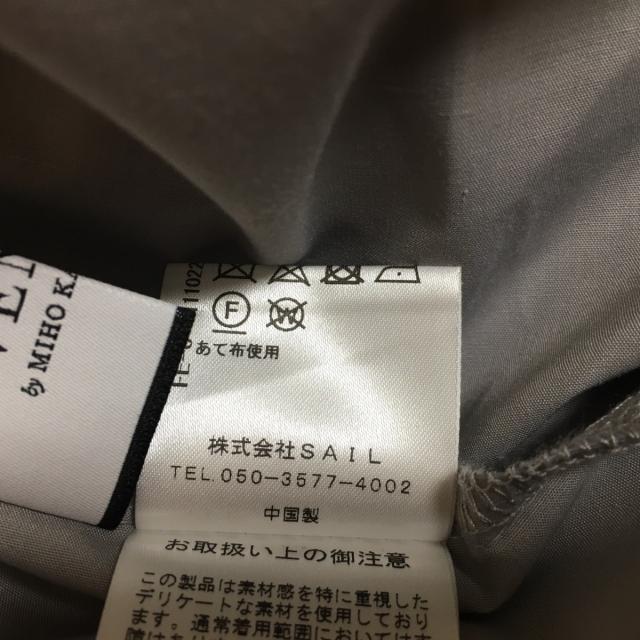 by MIHO KA
11022
F
W
あて布使用
株式会社SAIL
TEL.050-3577-4002
中国製
お取扱い上の御注意
この製品は素材感を特に重視した
デリケートな素材を使用しており
ます。通常着用範囲においては